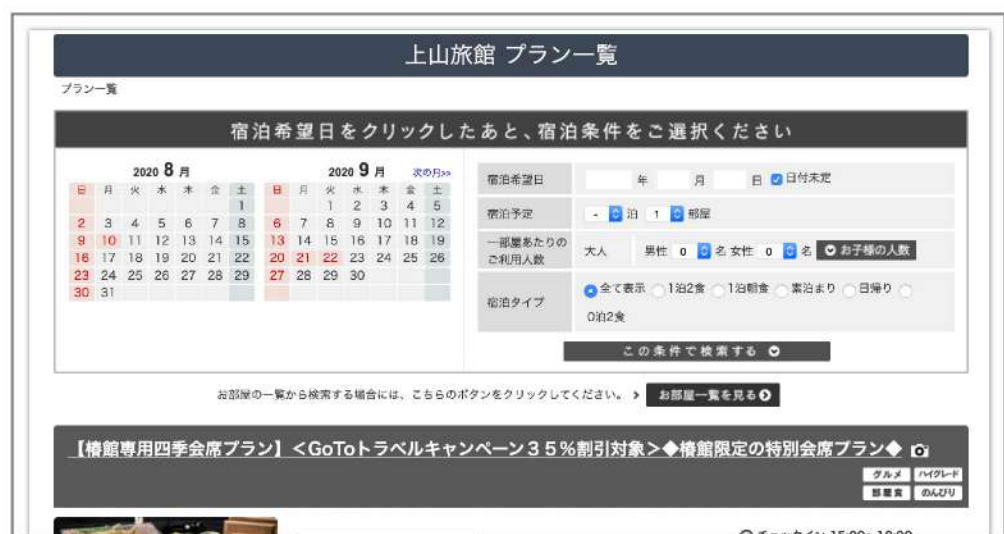 上山旅館 プラン一覧
プラン一覧
宿泊希望日をクリックしたあと、宿泊条件をご選択ください
2020 8 月
日 月 火 水 木 金 土
1
2 3 4 5 6 7 8
9 10 11 12 13 14 15
16 17 18 19 20 21 22
23 24 25 26 27 28 29
30 31
2020 9 月 次の月>>
日 月 火 水 木 金 土
1 2 3 4 5
6 7 8 9 10 11 12
13 14 15 16 17 18 19
20 21 22 23 24 25 26
27 28 29 30
宿泊希望日 年 月 日 日付未定
宿泊予定 - 泊 1 部屋
一部屋あたりの
ご利用人数
大人 男性 0 名 女性 0 名 お子様の人数
宿泊タイプ
全て表示 1泊2食 1泊朝食 素泊まり 日帰り
0泊2食
この条件で検索する
お部屋の一覧から検索する場合には、こちらのボタンをクリックしてください。 お部屋一覧を見る
【椿館専用四季会席プラン】<GoToトラベルキャンペーン35%割引対象>◆椿館限定の特別会席プラン◆
グルメ ハイグレード
部屋食 のんびり